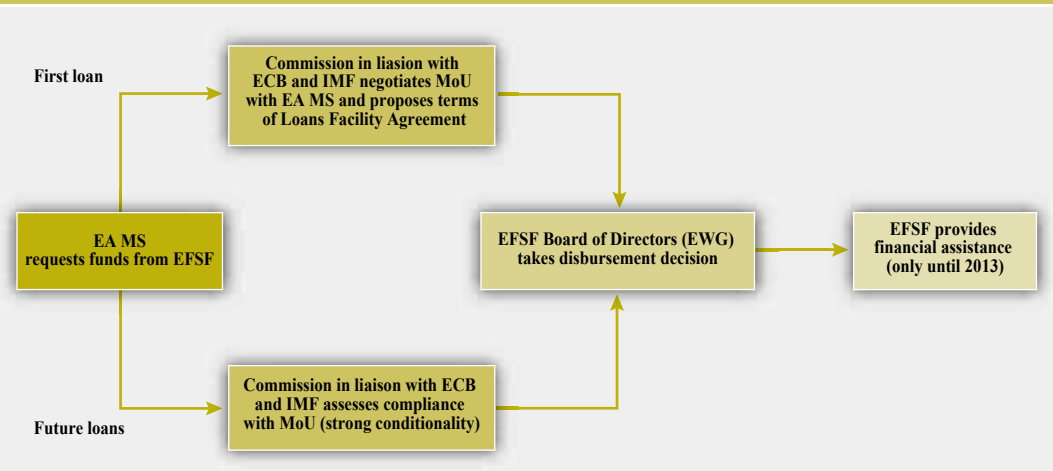 First loan
Commission in liasion with
ECB and IMF negotiates MoU
with EA MS and proposes terms
of Loans Facility Agreement
EA MS
requests funds from EFSF
EFSF Board of Directors (EWG)
takes disbursement decision
EFSF provides
financial assistance
(only until 2013)
Commission in liaison with ECB
and IMF assesses compliance
with MoU (strong conditionality)
Future loans